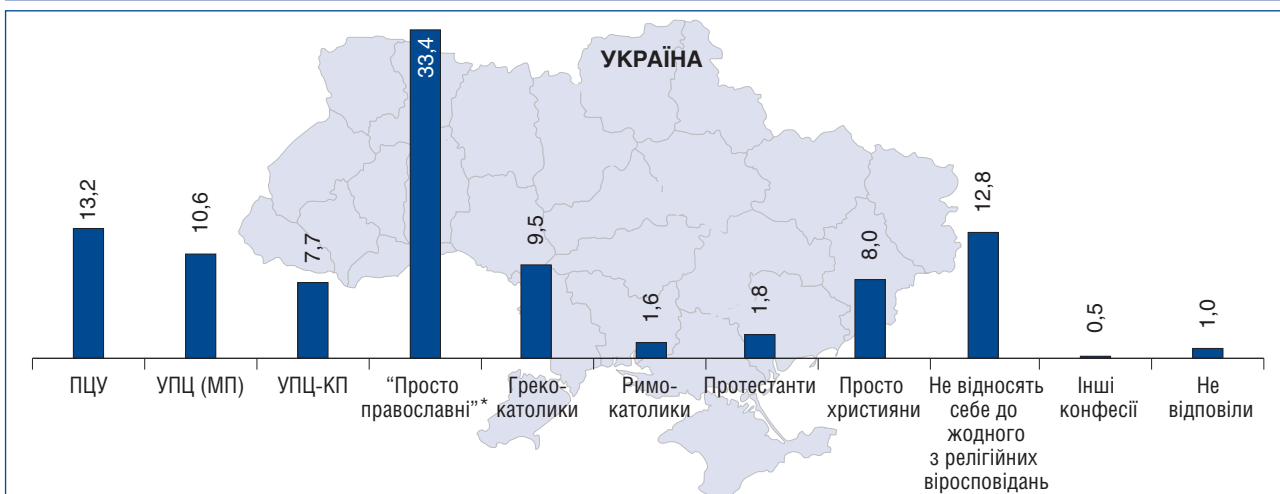 УКРАЇНА
13,2
10,6
7,7
33,4
9,5
1,6
1,8
8,0
12,8
0,5
1,0
ПЦУ
УПЦ (МП)
УПЦ-КП
“Просто
православні”*
Греко-
католики
Римо-
католики
Протестанти
Просто
християни
Не відносять
себе до
жодного
з релігійних
віросповідань
Інші
конфесії
Не
відповіли